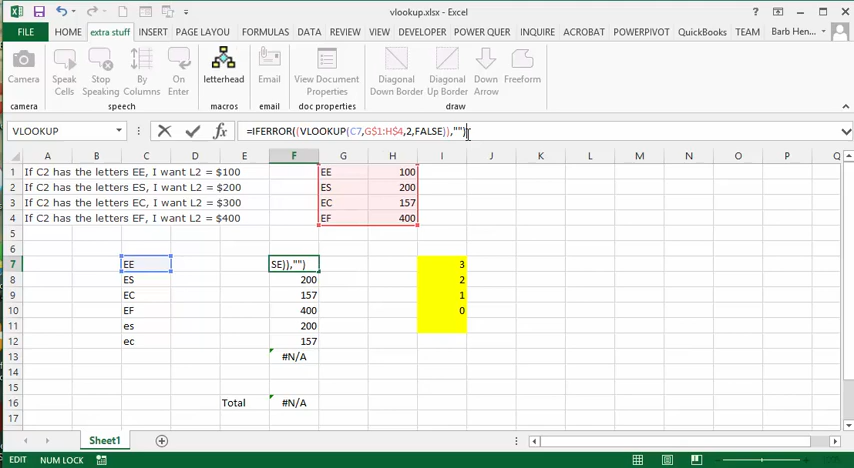 vlookup.xlsx - Excel
FILE HOME extra stuff INSERT PAGE LAYOU FORMULAS DATA REVIEW VIEW DEVELOPER POWER QUER INQUIRE ACROBAT POWERPIVOT QuickBooks TEAM Barb Hen...
Camera Speak Cells Stop Speaking By Columns On Enter letterhead Email View Document Properties Diagonal Down Border Diagonal Up Border Down Arrow Freeform
camera speech macros email doc properties draw
VLOOKUP fx =IFERROR((VLOOKUP(C7,G$1:H$4,2,FALSE)),"")
A B C D E F G H I J K L M N O P Q
1 If C2 has the letters EE, I want L2 = $100 EE 100
2 If C2 has the letters ES, I want L2 = $200 ES 200
3 If C2 has the letters EC, I want L2 = $300 EC 157
4 If C2 has the letters EF, I want L2 = $400 EF 400
5
6
7 EE SE)),"") 3
8 ES 200 2
9 EC 157 1
10 EF 400 0
11 es 200
12 ec 157
13 #N/A
14
15
16 Total #N/A
17
Sheet1
EDIT NUM LOCK